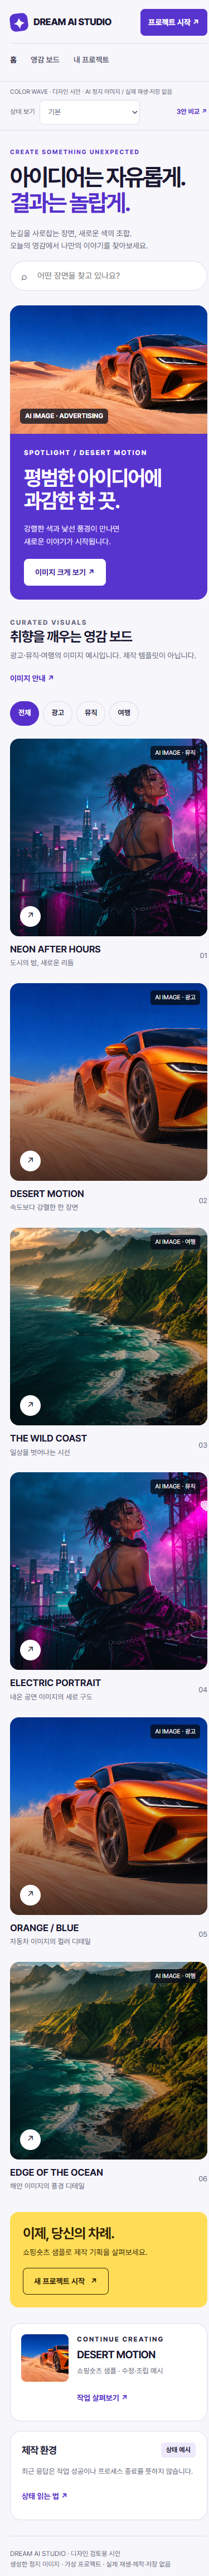 DREAM AI STUDIO
프로젝트 시작 ↗
홈 영감 보드 내 프로젝트
COLOR WAVE · 디자인 시안 · AI 정지 이미지 / 실제 재생·저장 없음
상태 보기 기본 3안 비교 ↗
CREATE SOMETHING UNEXPECTED
아이디어는 자유롭게.
결과는 놀랍게.
눈길을 사로잡는 장면, 새로운 색의 조합.
오늘의 영감에서 나만의 이야기를 찾아보세요.
어떤 장면을 찾고 있나요?
AI IMAGE · ADVERTISING
SPOTLIGHT / DESERT MOTION
평범한 아이디어에
과감한 한 끗.
강렬한 색과 낯선 풍경이 만나면
새로운 이야기가 시작됩니다.
이미지 크게 보기 ↗
CURATED VISUALS
취향을 깨우는 영감 보드
광고·뮤직·여행의 이미지 예시입니다. 제작 템플릿이 아닙니다.
이미지 안내 ↗
전체 광고 뮤직 여행
AI IMAGE · 뮤직
↗
NEON AFTER HOURS
도시의 밤, 새로운 리듬
01
AI IMAGE · 광고
↗
DESERT MOTION
속도보다 강렬한 한 장면
02
AI IMAGE · 여행
↗
THE WILD COAST
일상을 벗어나는 시선
03
AI IMAGE · 뮤직
↗
ELECTRIC PORTRAIT
네온 공연 이미지의 세로 구도
04
AI IMAGE · 광고
↗
ORANGE / BLUE
자동차 이미지의 컬러 디테일
05
AI IMAGE · 여행
↗
EDGE OF THE OCEAN
해안 이미지의 풍경 디테일
06
이제, 당신의 차례.
쇼핑숏츠 샘플로 제작 기획을 살펴보세요.
새 프로젝트 시작 ↗
CONTINUE CREATING
DESERT MOTION
쇼핑숏츠 샘플 · 수정·조립 예시
작업 살펴보기 ↗
제작 환경
상태 예시
최근 응답은 작업 성공이나 프로세스 종료를 뜻하지 않습니다.
상태 읽는 법 ↗
DREAM AI STUDIO · 디자인 검토용 시안
생성한 정지 이미지 · 가상 프로젝트 · 실제 재생·제작·저장 없음